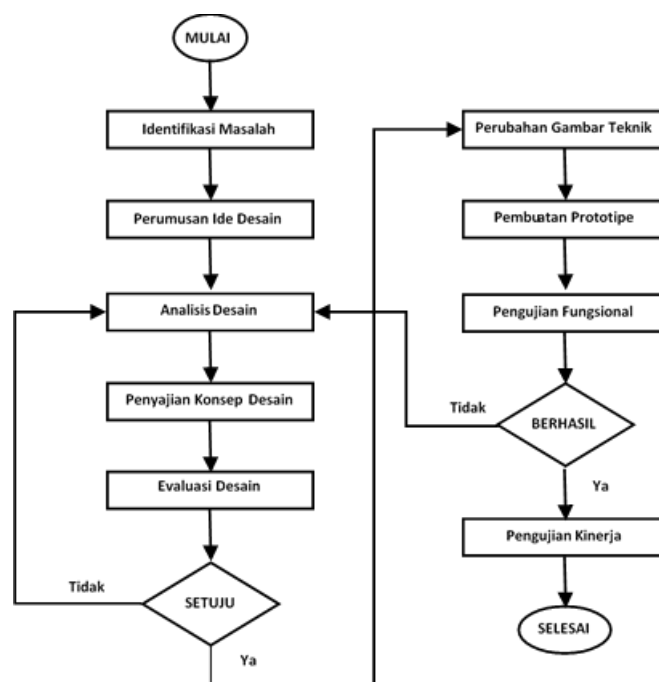 MULAI
Identifikasi Masalah
Perumusan Ide Desain
Analisis Desain
Penyajian Konsep Desain
Evaluasi Desain
Tidak
SETUJU
Ya
Perubahan Gambar Teknik
Pembuatan Prototipe
Pengujian Fungsional
Tidak
BERHASIL
Ya
Pengujian Kinerja
SELESAI